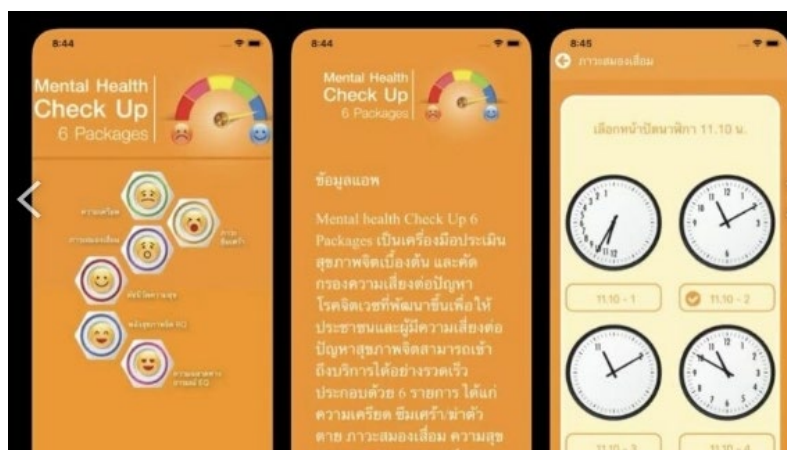 8:44
Mental Health
Check Up
6 Packages
ความเครียด
ภาวะ
ซึมเศร้า
ภาวะสมองเสื่อม
ดัชนีวัดความสุข
พลังสุขภาพจิต RQ
ความฉลาดทาง
อารมณ์ EQ
8:44
Mental Health
Check Up
6 Packages
ข้อมูลแอพ
Mental health Check Up 6
Packages เป็นเครื่องมือประเมิน
สุขภาพจิตเบื้องต้น และคัด
กรองความเสี่ยงต่อปัญหา
โรคจิตเวชที่พัฒนาขึ้นเพื่อให้
ประชาชนและผู้มีความเสี่ยงต่อ
ปัญหาสุขภาพจิตสามารถเข้า
ถึงบริการได้อย่างรวดเร็ว
ประกอบด้วย 6 รายการ ได้แก่
ความเครียด ซึมเศร้า/ฆ่าตัว
ตาย ภาวะสมองเสื่อม ความสุข
8:45
ภาวะสมองเสื่อม
เลือกหน้าปัดนาฬิกา 11.10 น.
11.10 - 1
11.10 - 2
11.10 - 3
11.10 - 4